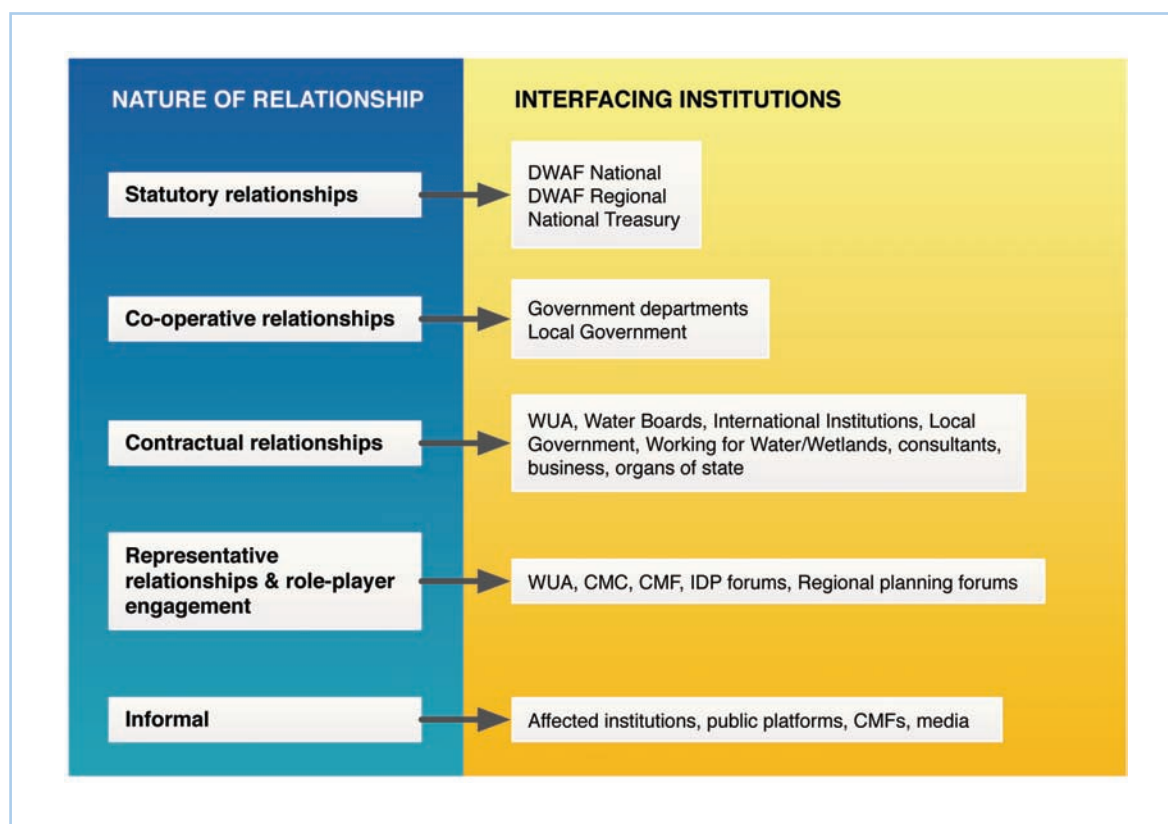 NATURE OF RELATIONSHIP
INTERFACING INSTITUTIONS
Statutory relationships
DWAF National
DWAF Regional
National Treasury
Co-operative relationships
Government departments
Local Government
Contractual relationships
WUA, Water Boards, International Institutions, Local
Government, Working for Water/Wetlands, consultants,
business, organs of state
Representative
relationships & role-player
engagement
WUA, CMC, CMF, IDP forums, Regional planning forums
Informal
Affected institutions, public platforms, CMFs, media